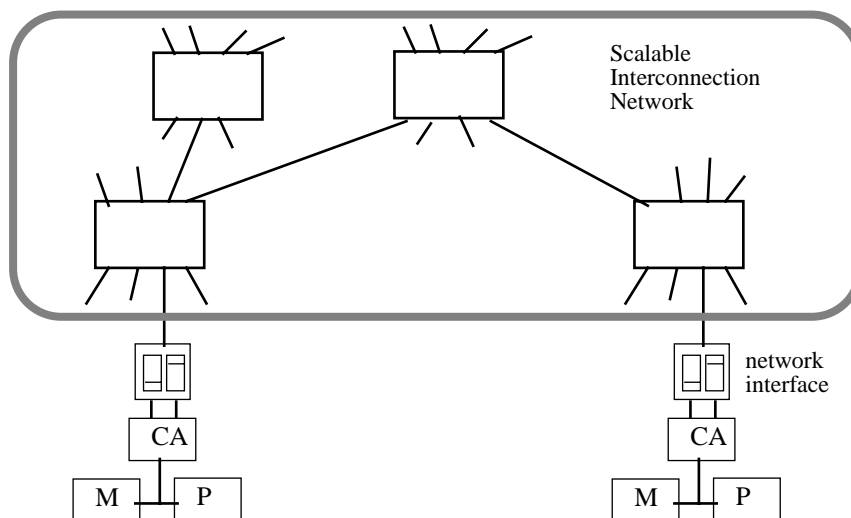 Scalable
Interconnection
Network
network
interface
CA
CA
M
P
M
P